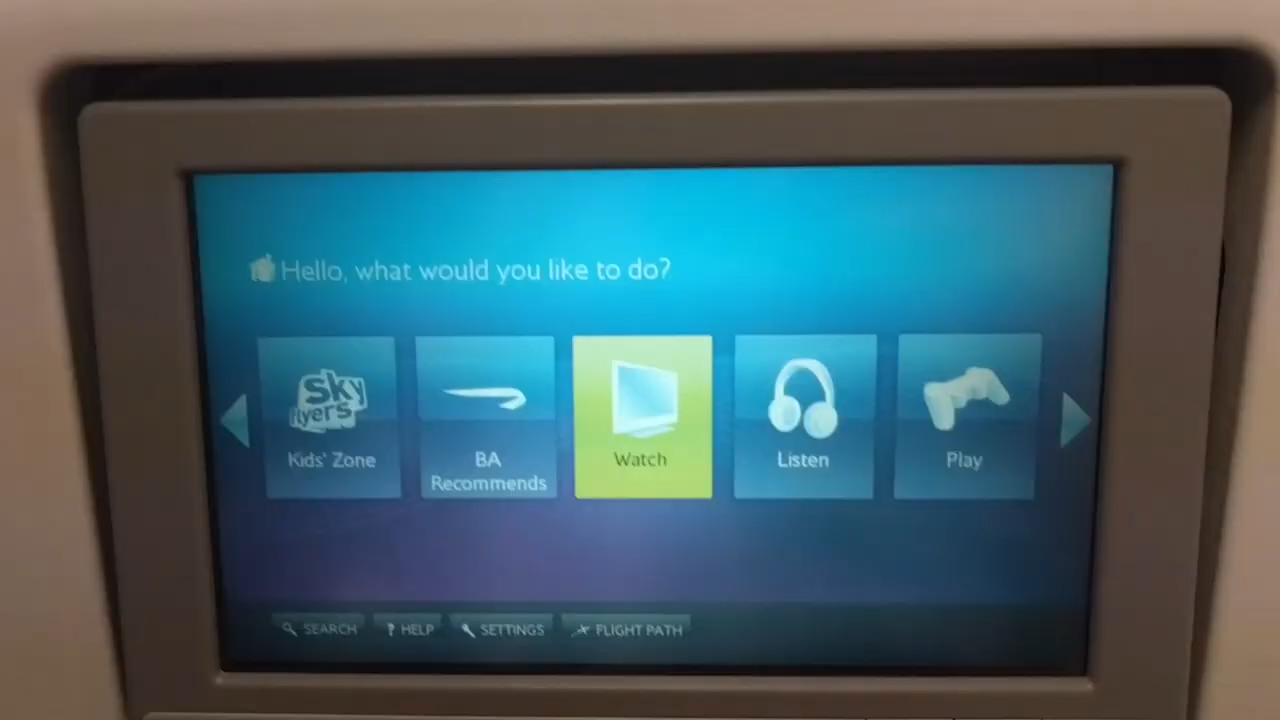 Hello, what would you like to do?
sky
flyers
Kids' Zone
BA
Recommends
Watch
Listen
Play
SEARCH
? HELP
SETTINGS
FLIGHT PATH